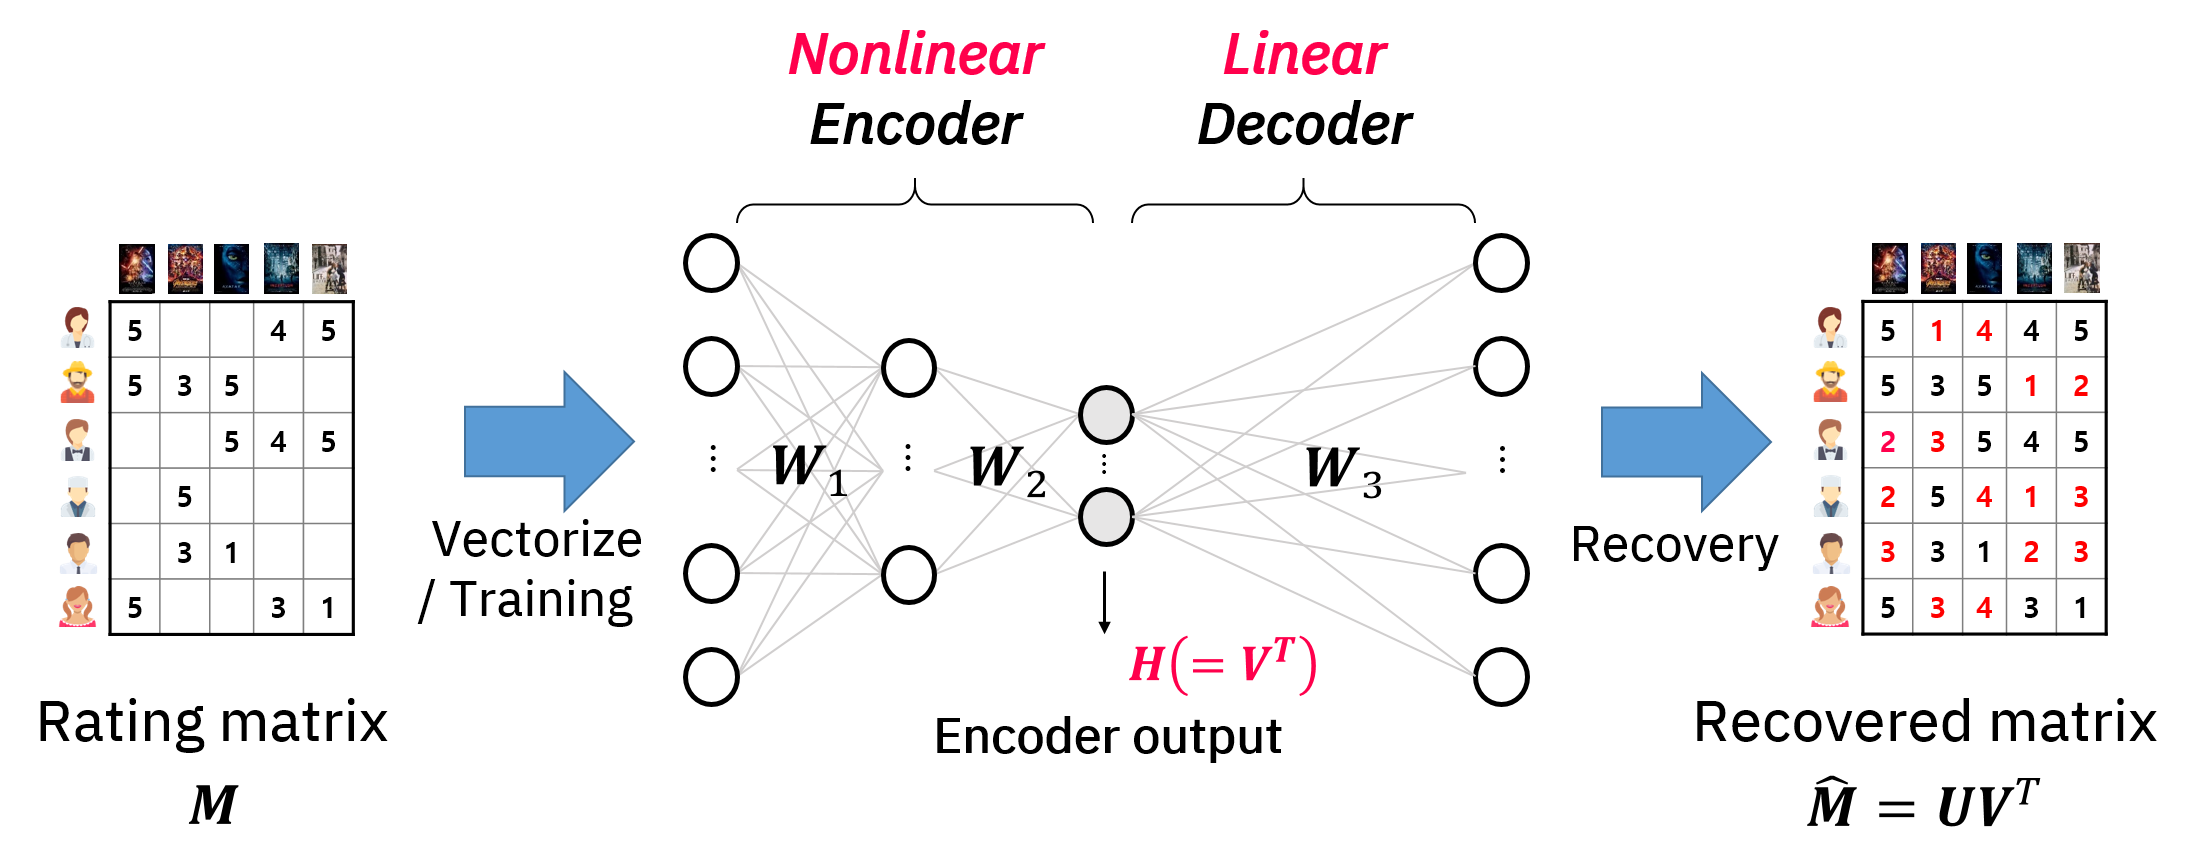 Nonlinear
Encoder
Linear
Decoder
5 4 5
5 3 5
5 4 5
5
3 1
5 3 1
Rating matrix
M
Vectorize
/ Training
⋮
W₁
⋮
W₂
⋮
W₃
⋮
H(= Vᵀ)
Encoder output
Recovery
5 1 4 4 5
5 3 5 1 2
2 3 5 4 5
2 5 4 1 3
3 3 1 2 3
5 3 4 3 1
Recovered matrix
M̂ = UVᵀ